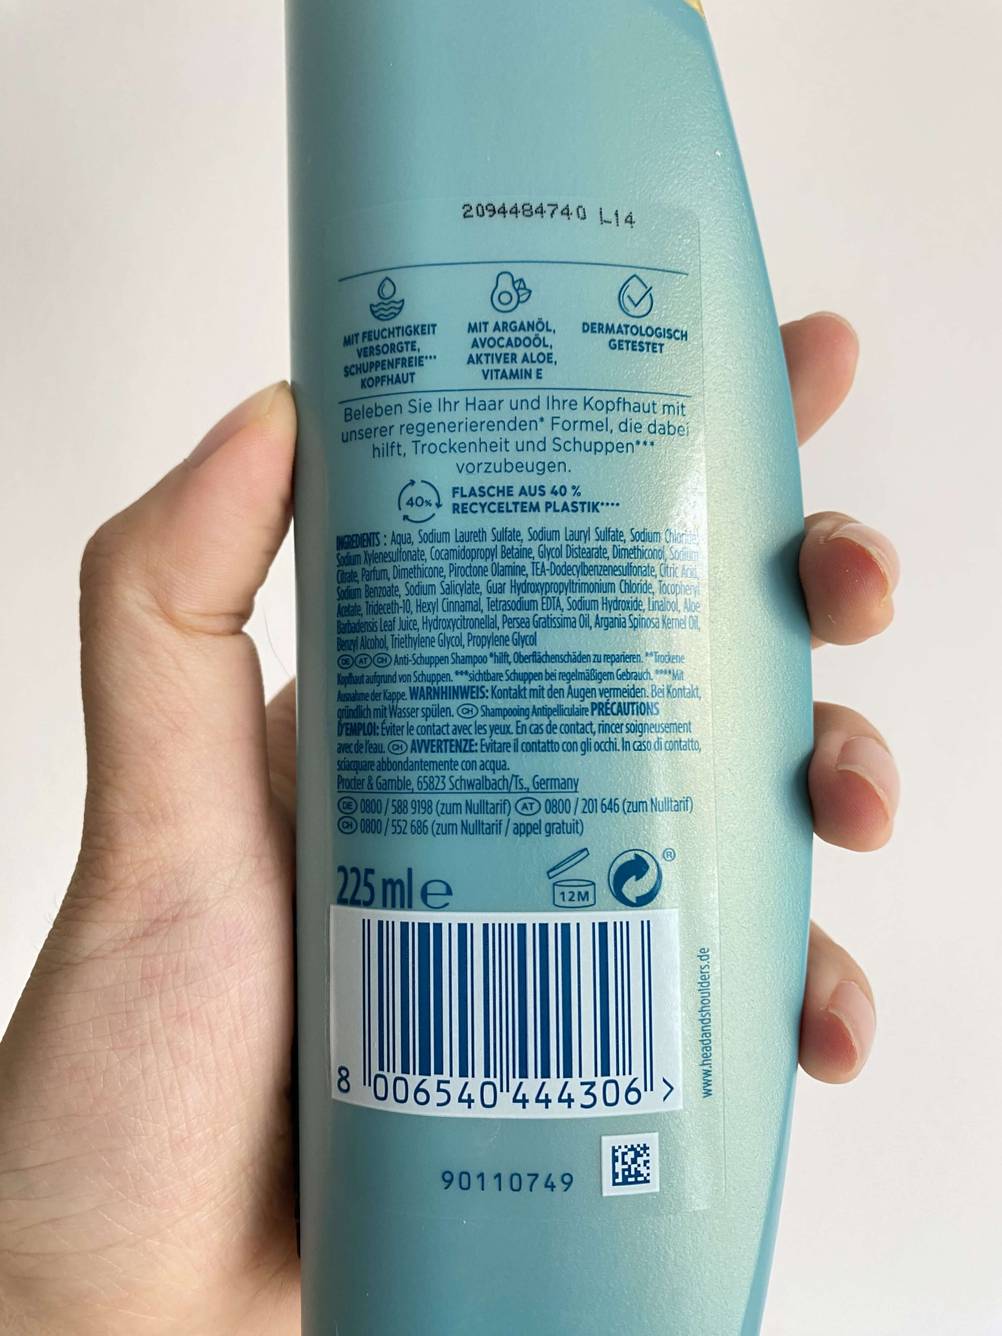 2094484740 L14
MIT FEUCHTIGKEIT
VERSORGTE,
SCHUPPENFREIE***
KOPFHAUT
MIT ARGANÖL,
AVOCADOÖL,
AKTIVER ALOE,
VITAMIN E
DERMATOLOGISCH
GETESTET
Beleben Sie Ihr Haar und Ihre Kopfhaut mit
unserer regenerierenden* Formel, die dabei
hilft, Trockenheit und Schuppen***
vorzubeugen.
40%
FLASCHE AUS 40 %
RECYCELTEM PLASTIK****
INGREDIENTS : Aqua, Sodium Laureth Sulfate, Sodium Lauryl Sulfate, Sodium Chloride,
Sodium Xylenesulfonate, Cocamidopropyl Betaine, Glycol Distearate, Dimethiconol, Sodium
Citrate, Parfum, Dimethicone, Piroctone Olamine, TEA-Dodecylbenzenesulfonate, Citric Acid,
Sodium Benzoate, Sodium Salicylate, Guar Hydroxypropyltrimonium Chloride, Tocopheryl
Acetate, Trideceth-10, Hexyl Cinnamal, Tetrasodium EDTA, Sodium Hydroxide, Linalool, Aloe
Barbadensis Leaf Juice, Hydroxycitronellal, Persea Gratissima Oil, Argania Spinosa Kernel Oil,
Benzyl Alcohol, Triethylene Glycol, Propylene Glycol
DE AT CH Anti-Schuppen Shampoo *hilft, Oberflächenschäden zu reparieren. **Trockene
Kopfhaut aufgrund von Schuppen. ***sichtbare Schuppen bei regelmäßigem Gebrauch. ****Mit
Ausnahme der Kappe. WARNHINWEIS: Kontakt mit den Augen vermeiden. Bei Kontakt,
gründlich mit Wasser spülen. CH Shampooing Antipelliculaire PRÉCAUTIONS
D'EMPLOI: Éviter le contact avec les yeux. En cas de contact, rincer soigneusement
avec de l'eau. CH AVVERTENZE: Evitare il contatto con gli occhi. In caso di contatto,
sciacquare abbondantemente con acqua.
Procter & Gamble, 65823 Schwalbach/Ts., Germany
DE 0800 / 588 9198 (zum Nulltarif) AT 0800 / 201 646 (zum Nulltarif)
CH 0800 / 552 686 (zum Nulltarif / appel gratuit)
225 ml e
12M
®
8 006540 444306 >
www.headandshoulders.de
90110749